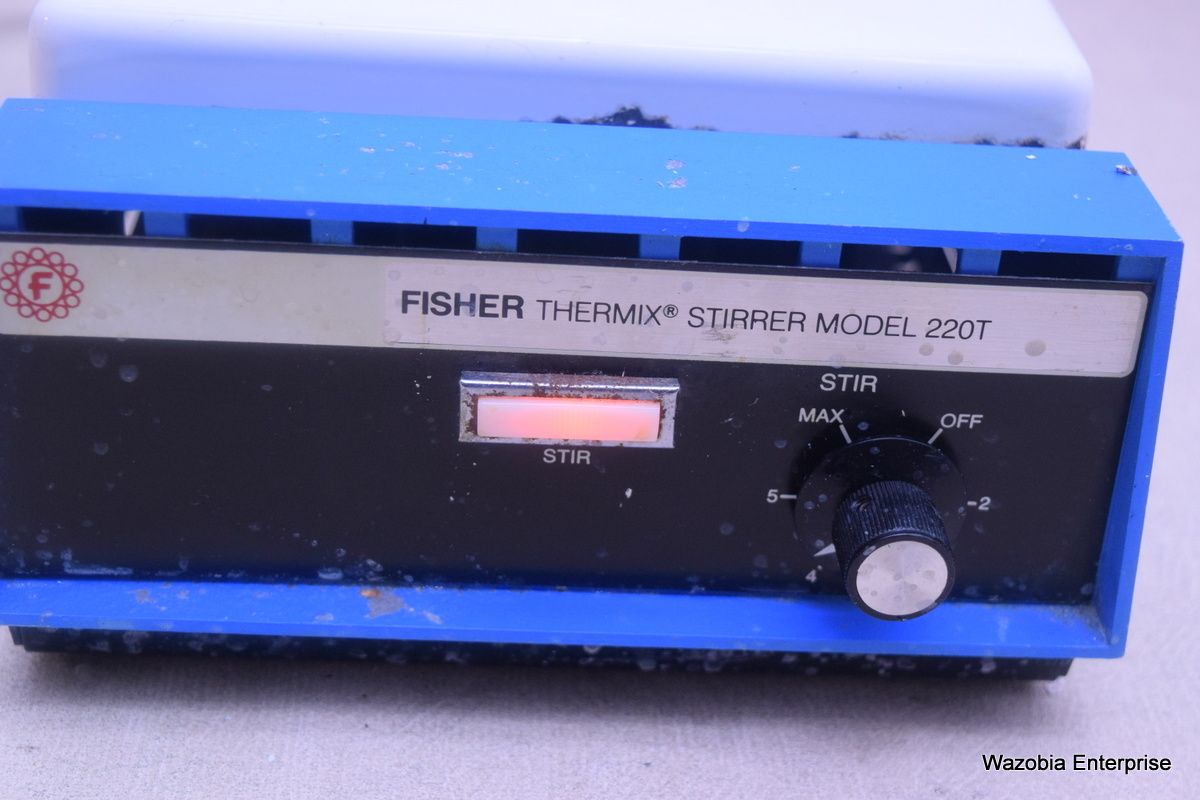 F
FISHER THERMIX® STIRRER MODEL 220T
STIR
MAX OFF
STIR
5 2
4
Wazobia Enterprise